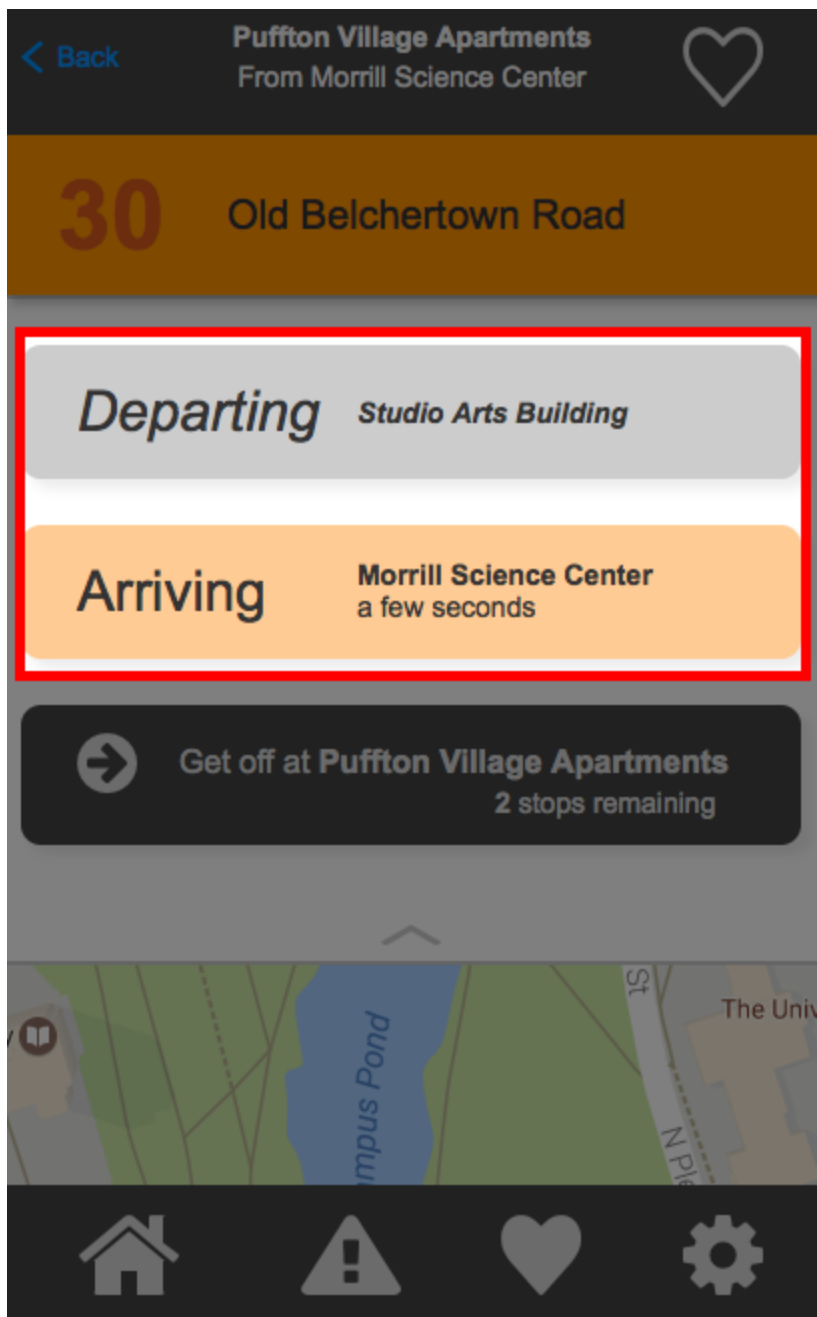 Back
Puffton Village Apartments
From Morrill Science Center
30 Old Belchertown Road
Departing Studio Arts Building
Arriving Morrill Science Center
a few seconds
Get off at Puffton Village Apartments
2 stops remaining
St
The Univ
mpus Pond
N Ple